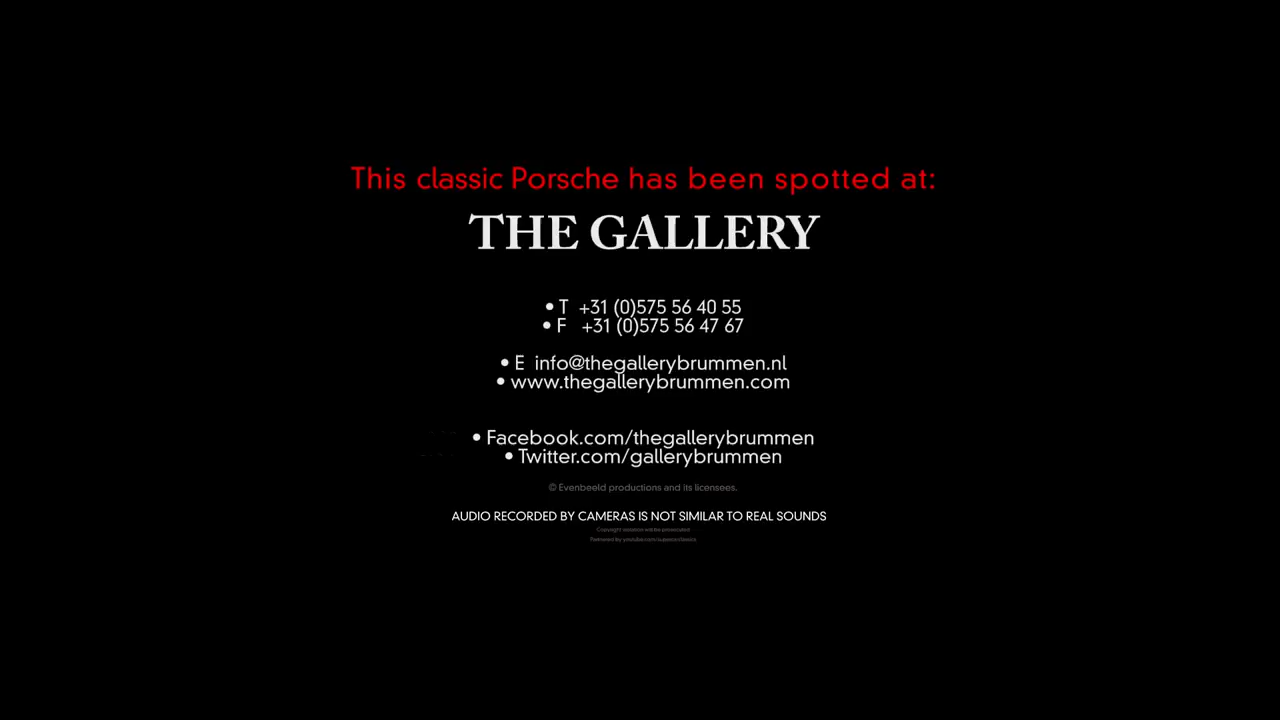 This classic Porsche has been spotted at:
THE GALLERY
• T +31 (0)575 56 40 55
• F +31 (0)575 56 47 67
• E info@thegallerybrummen.nl
• www.thegallerybrummen.com
• Facebook.com/thegallerybrummen
• Twitter.com/gallerybrummen
© Evenbeeld productions and its licensees.
AUDIO RECORDED BY CAMERAS IS NOT SIMILAR TO REAL SOUNDS